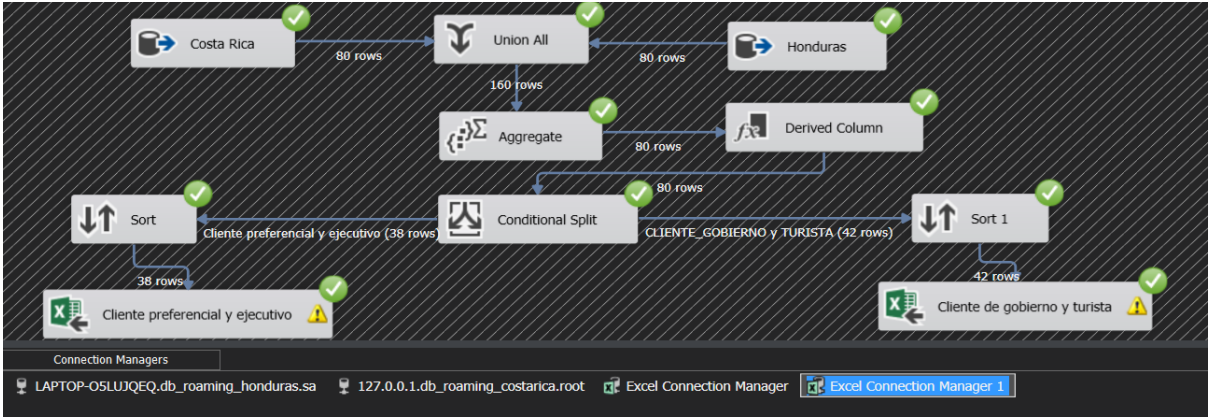 Costa Rica
80 rows
Union All
80 rows
Honduras
160 rows
Aggregate
80 rows
Derived Column
80 rows
Sort
Cliente preferencial y ejecutivo (38 rows)
Conditional Split
CLIENTE_GOBIERNO y TURISTA (42 rows)
Sort 1
38 rows
42 rows
Cliente preferencial y ejecutivo
Cliente de gobierno y turista
Connection Managers
LAPTOP-O5LUJQEQ.db_roaming_honduras.sa
127.0.0.1.db_roaming_costarica.root
Excel Connection Manager
Excel Connection Manager 1